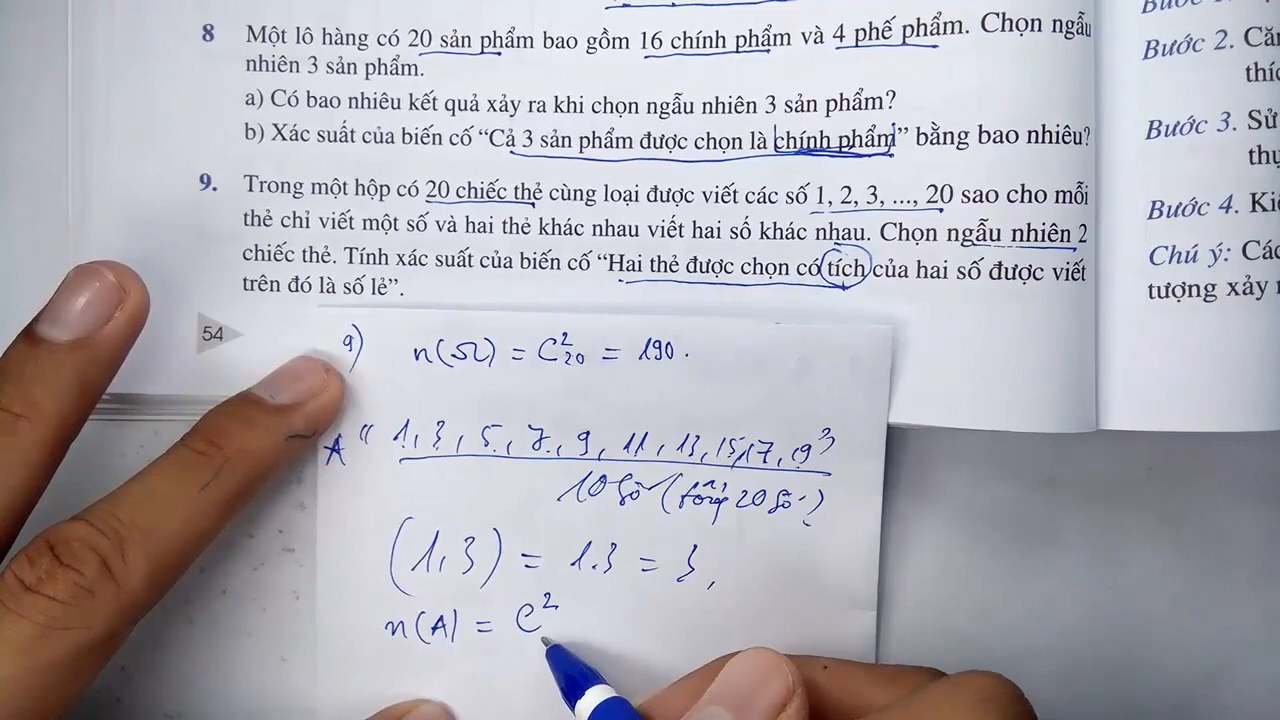 8 Một lô hàng có 20 sản phẩm bao gồm 16 chính phẩm và 4 phế phẩm. Chọn ngẫu
nhiên 3 sản phẩm.
a) Có bao nhiêu kết quả xảy ra khi chọn ngẫu nhiên 3 sản phẩm?
b) Xác suất của biến cố “Cả 3 sản phẩm được chọn là chính phẩm” bằng bao nhiêu?
9. Trong một hộp có 20 chiếc thẻ cùng loại được viết các số 1, 2, 3, ..., 20 sao cho mỗi
thẻ chỉ viết một số và hai thẻ khác nhau viết hai số khác nhau. Chọn ngẫu nhiên 2
chiếc thẻ. Tính xác suất của biến cố “Hai thẻ được chọn có tích của hai số được viết
trên đó là số lẻ”.
54
9) n(Ω) = C²₂₀ = 190.
A “ 1, 3, 5, 7, 9, 11, 13, 15, 17, 19”
10 số (tổng 20 số)
(1, 3) = 1.3 = 3,
n(A) = C²
Bước 2. Căn
Bước 3. Sử
Bước 4. Kiể
Chú ý: Các
tượng xảy